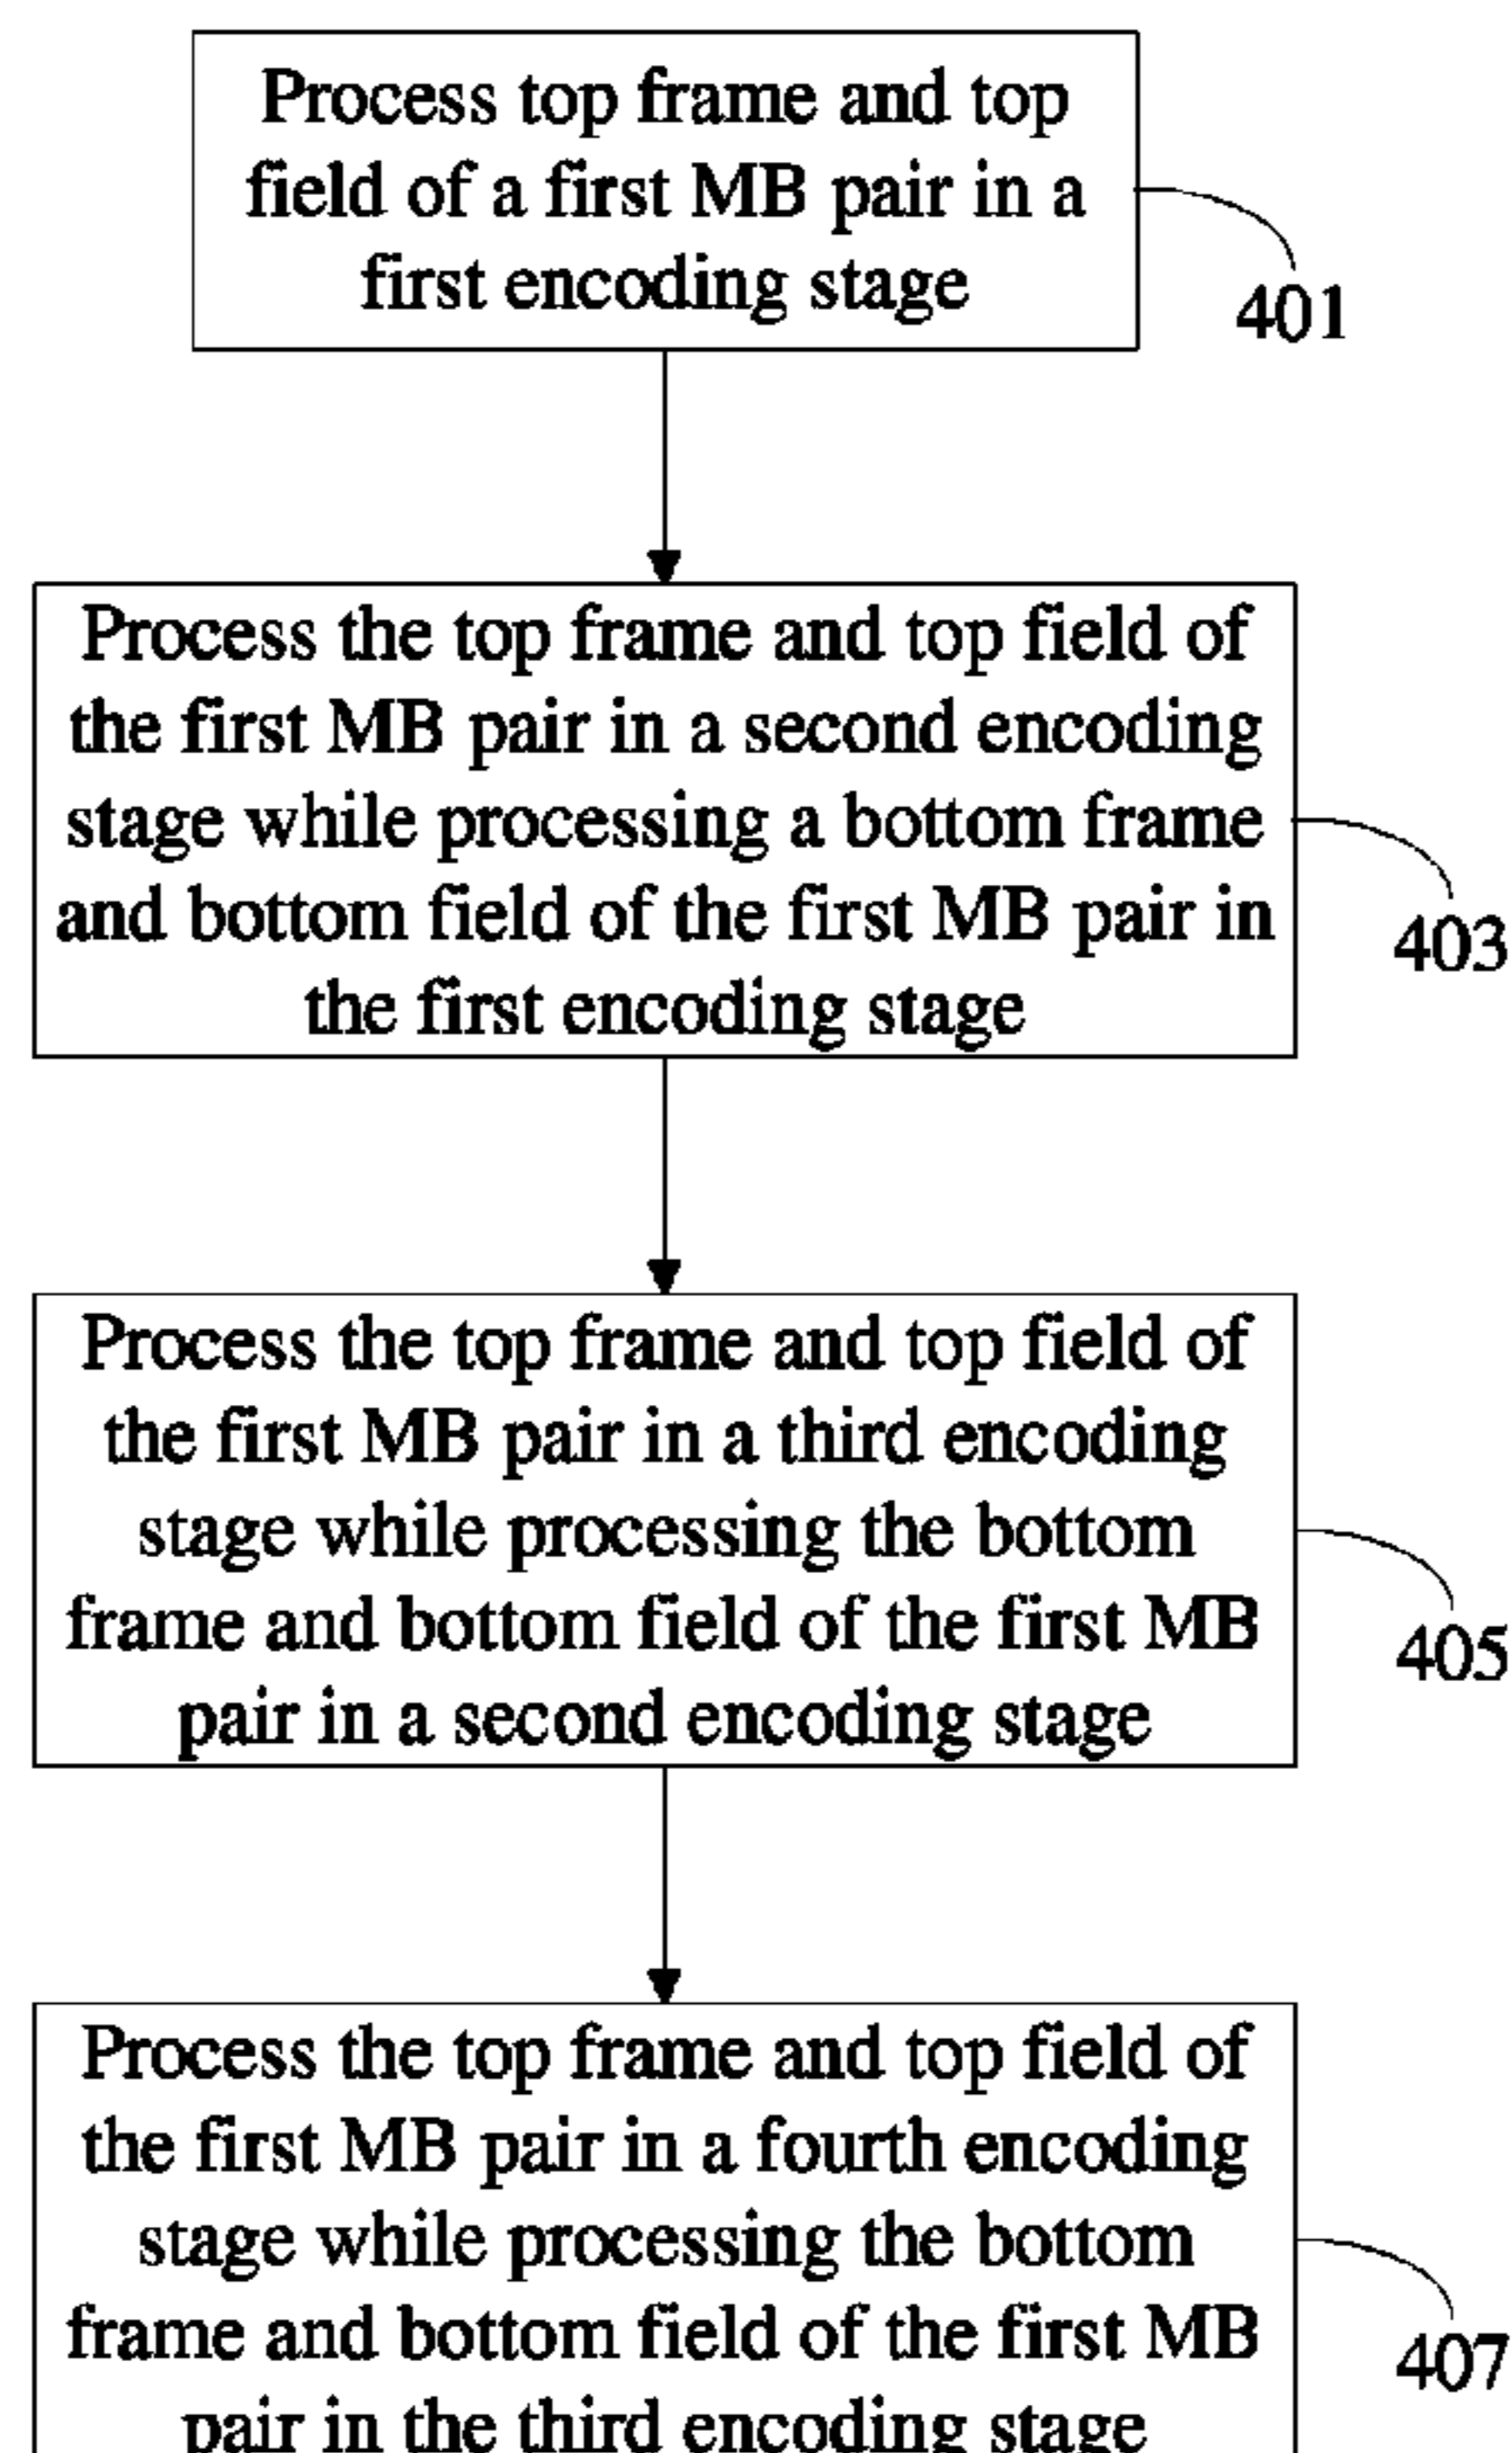 Process top frame and top
field of a first MB pair in a
first encoding stage
401
Process the top frame and top field of
the first MB pair in a second encoding
stage while processing a bottom frame
and bottom field of the first MB pair in
the first encoding stage
403
Process the top frame and top field of
the first MB pair in a third encoding
stage while processing the bottom
frame and bottom field of the first MB
pair in a second encoding stage
405
Process the top frame and top field of
the first MB pair in a fourth encoding
stage while processing the bottom
frame and bottom field of the first MB
pair in the third encoding stage
407